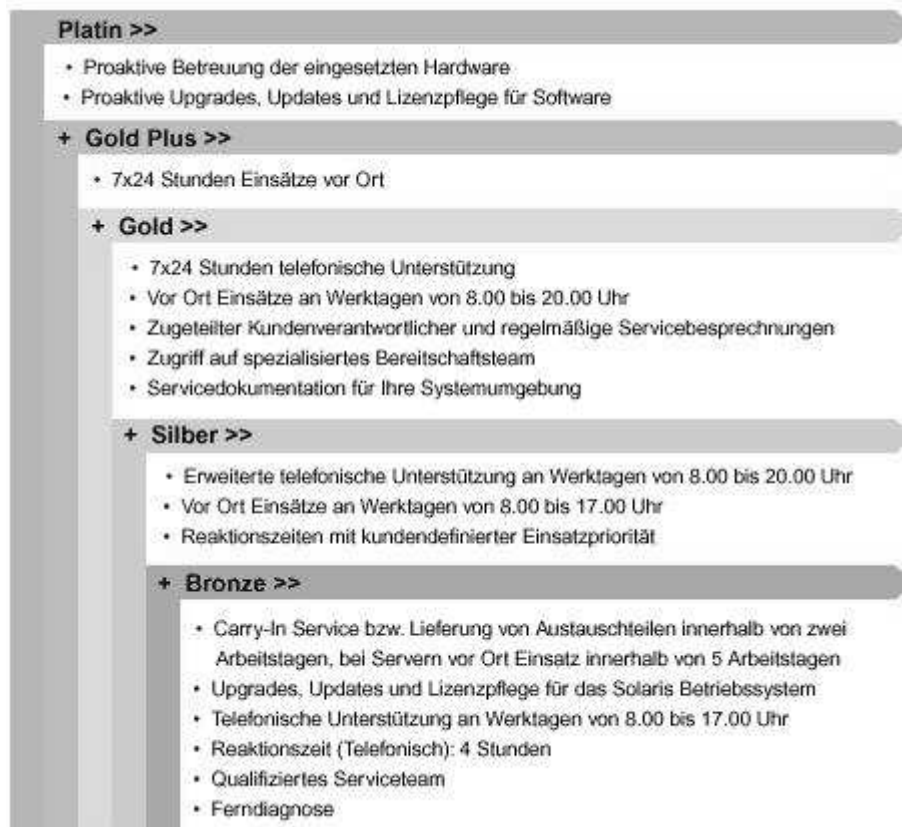 Platin >>
• Proaktive Betreuung der eingesetzten Hardware
• Proaktive Upgrades, Updates und Lizenzpflege für Software
+ Gold Plus >>
• 7x24 Stunden Einsätze vor Ort
+ Gold >>
• 7x24 Stunden telefonische Unterstützung
• Vor Ort Einsätze an Werktagen von 8.00 bis 20.00 Uhr
• Zugeteilter Kundenverantwortlicher und regelmäßige Servicebesprechnungen
• Zugriff auf spezialisiertes Bereitschaftsteam
• Servicedokumentation für Ihre Systemumgebung
+ Silber >>
• Erweiterte telefonische Unterstützung an Werktagen von 8.00 bis 20.00 Uhr
• Vor Ort Einsätze an Werktagen von 8.00 bis 17.00 Uhr
• Reaktionszeiten mit kundendefinierter Einsatzpriorität
+ Bronze >>
• Carry-In Service bzw. Lieferung von Austauschteilen innerhalb von zwei
Arbeitstagen, bei Servern vor Ort Einsatz innerhalb von 5 Arbeitstagen
• Upgrades, Updates und Lizenzpflege für das Solaris Betriebssystem
• Telefonische Unterstützung an Werktagen von 8.00 bis 17.00 Uhr
• Reaktionszeit (Telefonisch): 4 Stunden
• Qualifiziertes Serviceteam
• Ferndiagnose